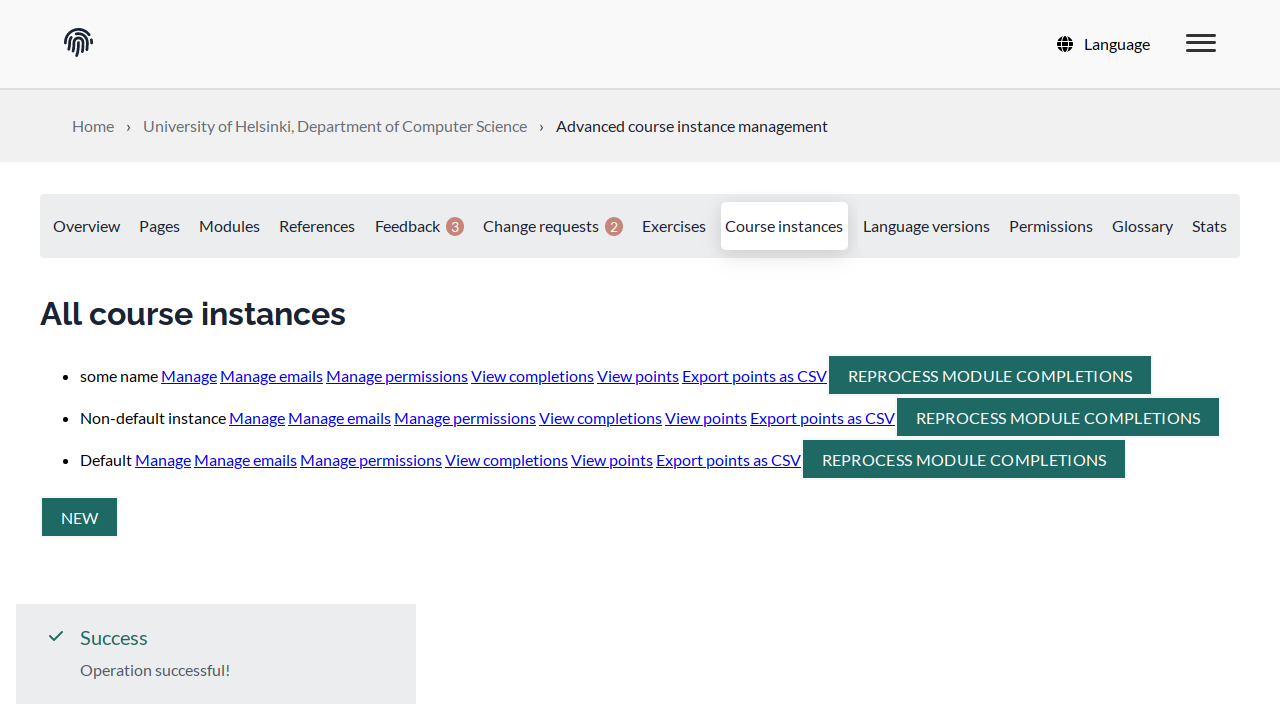 Language
Home › University of Helsinki, Department of Computer Science › Advanced course instance management
Overview Pages Modules References Feedback 3 Change requests 2 Exercises Course instances Language versions Permissions Glossary Stats
All course instances
• some name Manage Manage emails Manage permissions View completions View points Export points as CSV REPROCESS MODULE COMPLETIONS
• Non-default instance Manage Manage emails Manage permissions View completions View points Export points as CSV REPROCESS MODULE COMPLETIONS
• Default Manage Manage emails Manage permissions View completions View points Export points as CSV REPROCESS MODULE COMPLETIONS
NEW
Success
Operation successful!